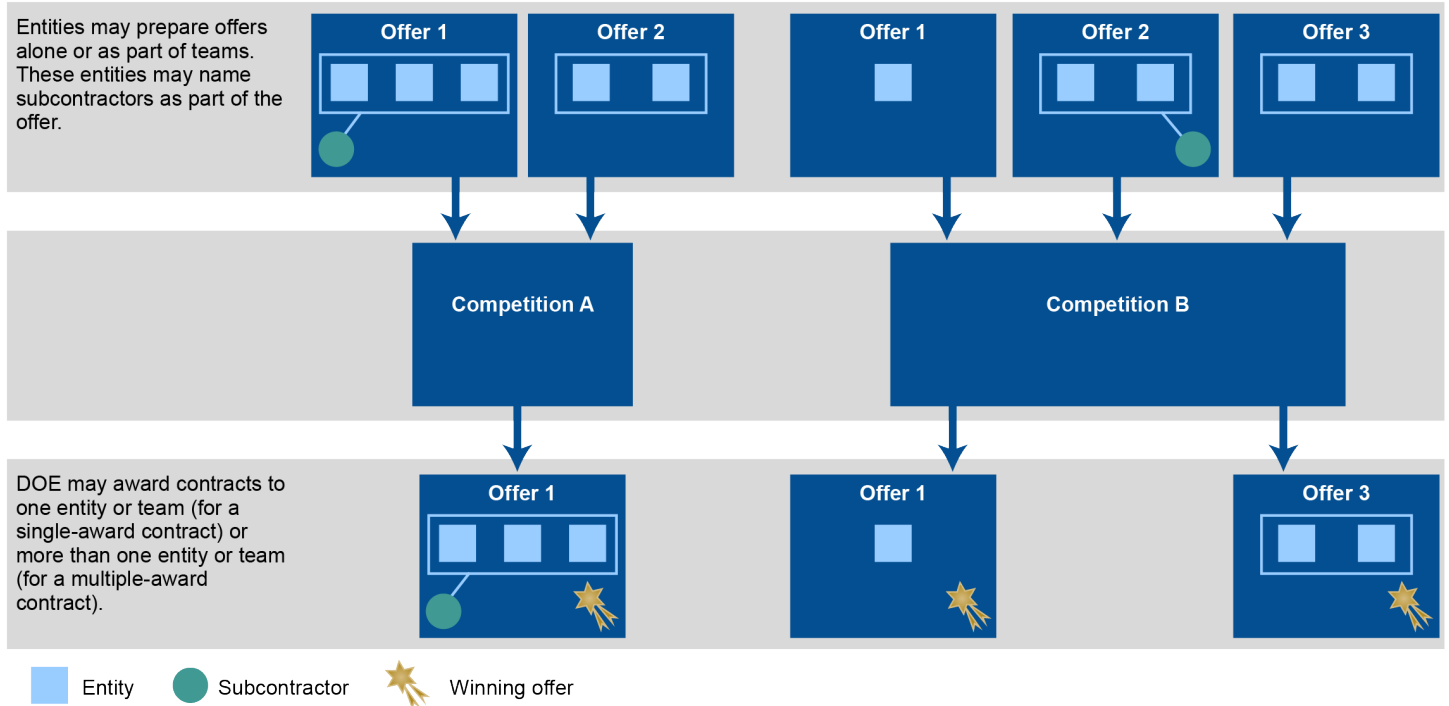 Entities may prepare offers
alone or as part of teams.
These entities may name
subcontractors as part of the
offer.
Offer 1
Offer 2
Offer 1
Offer 2
Offer 3
Competition A
Competition B
DOE may award contracts to
one entity or team (for a
single-award contract) or
more than one entity or team
(for a multiple-award
contract).
Offer 1
Offer 1
Offer 3
Entity
Subcontractor
Winning offer